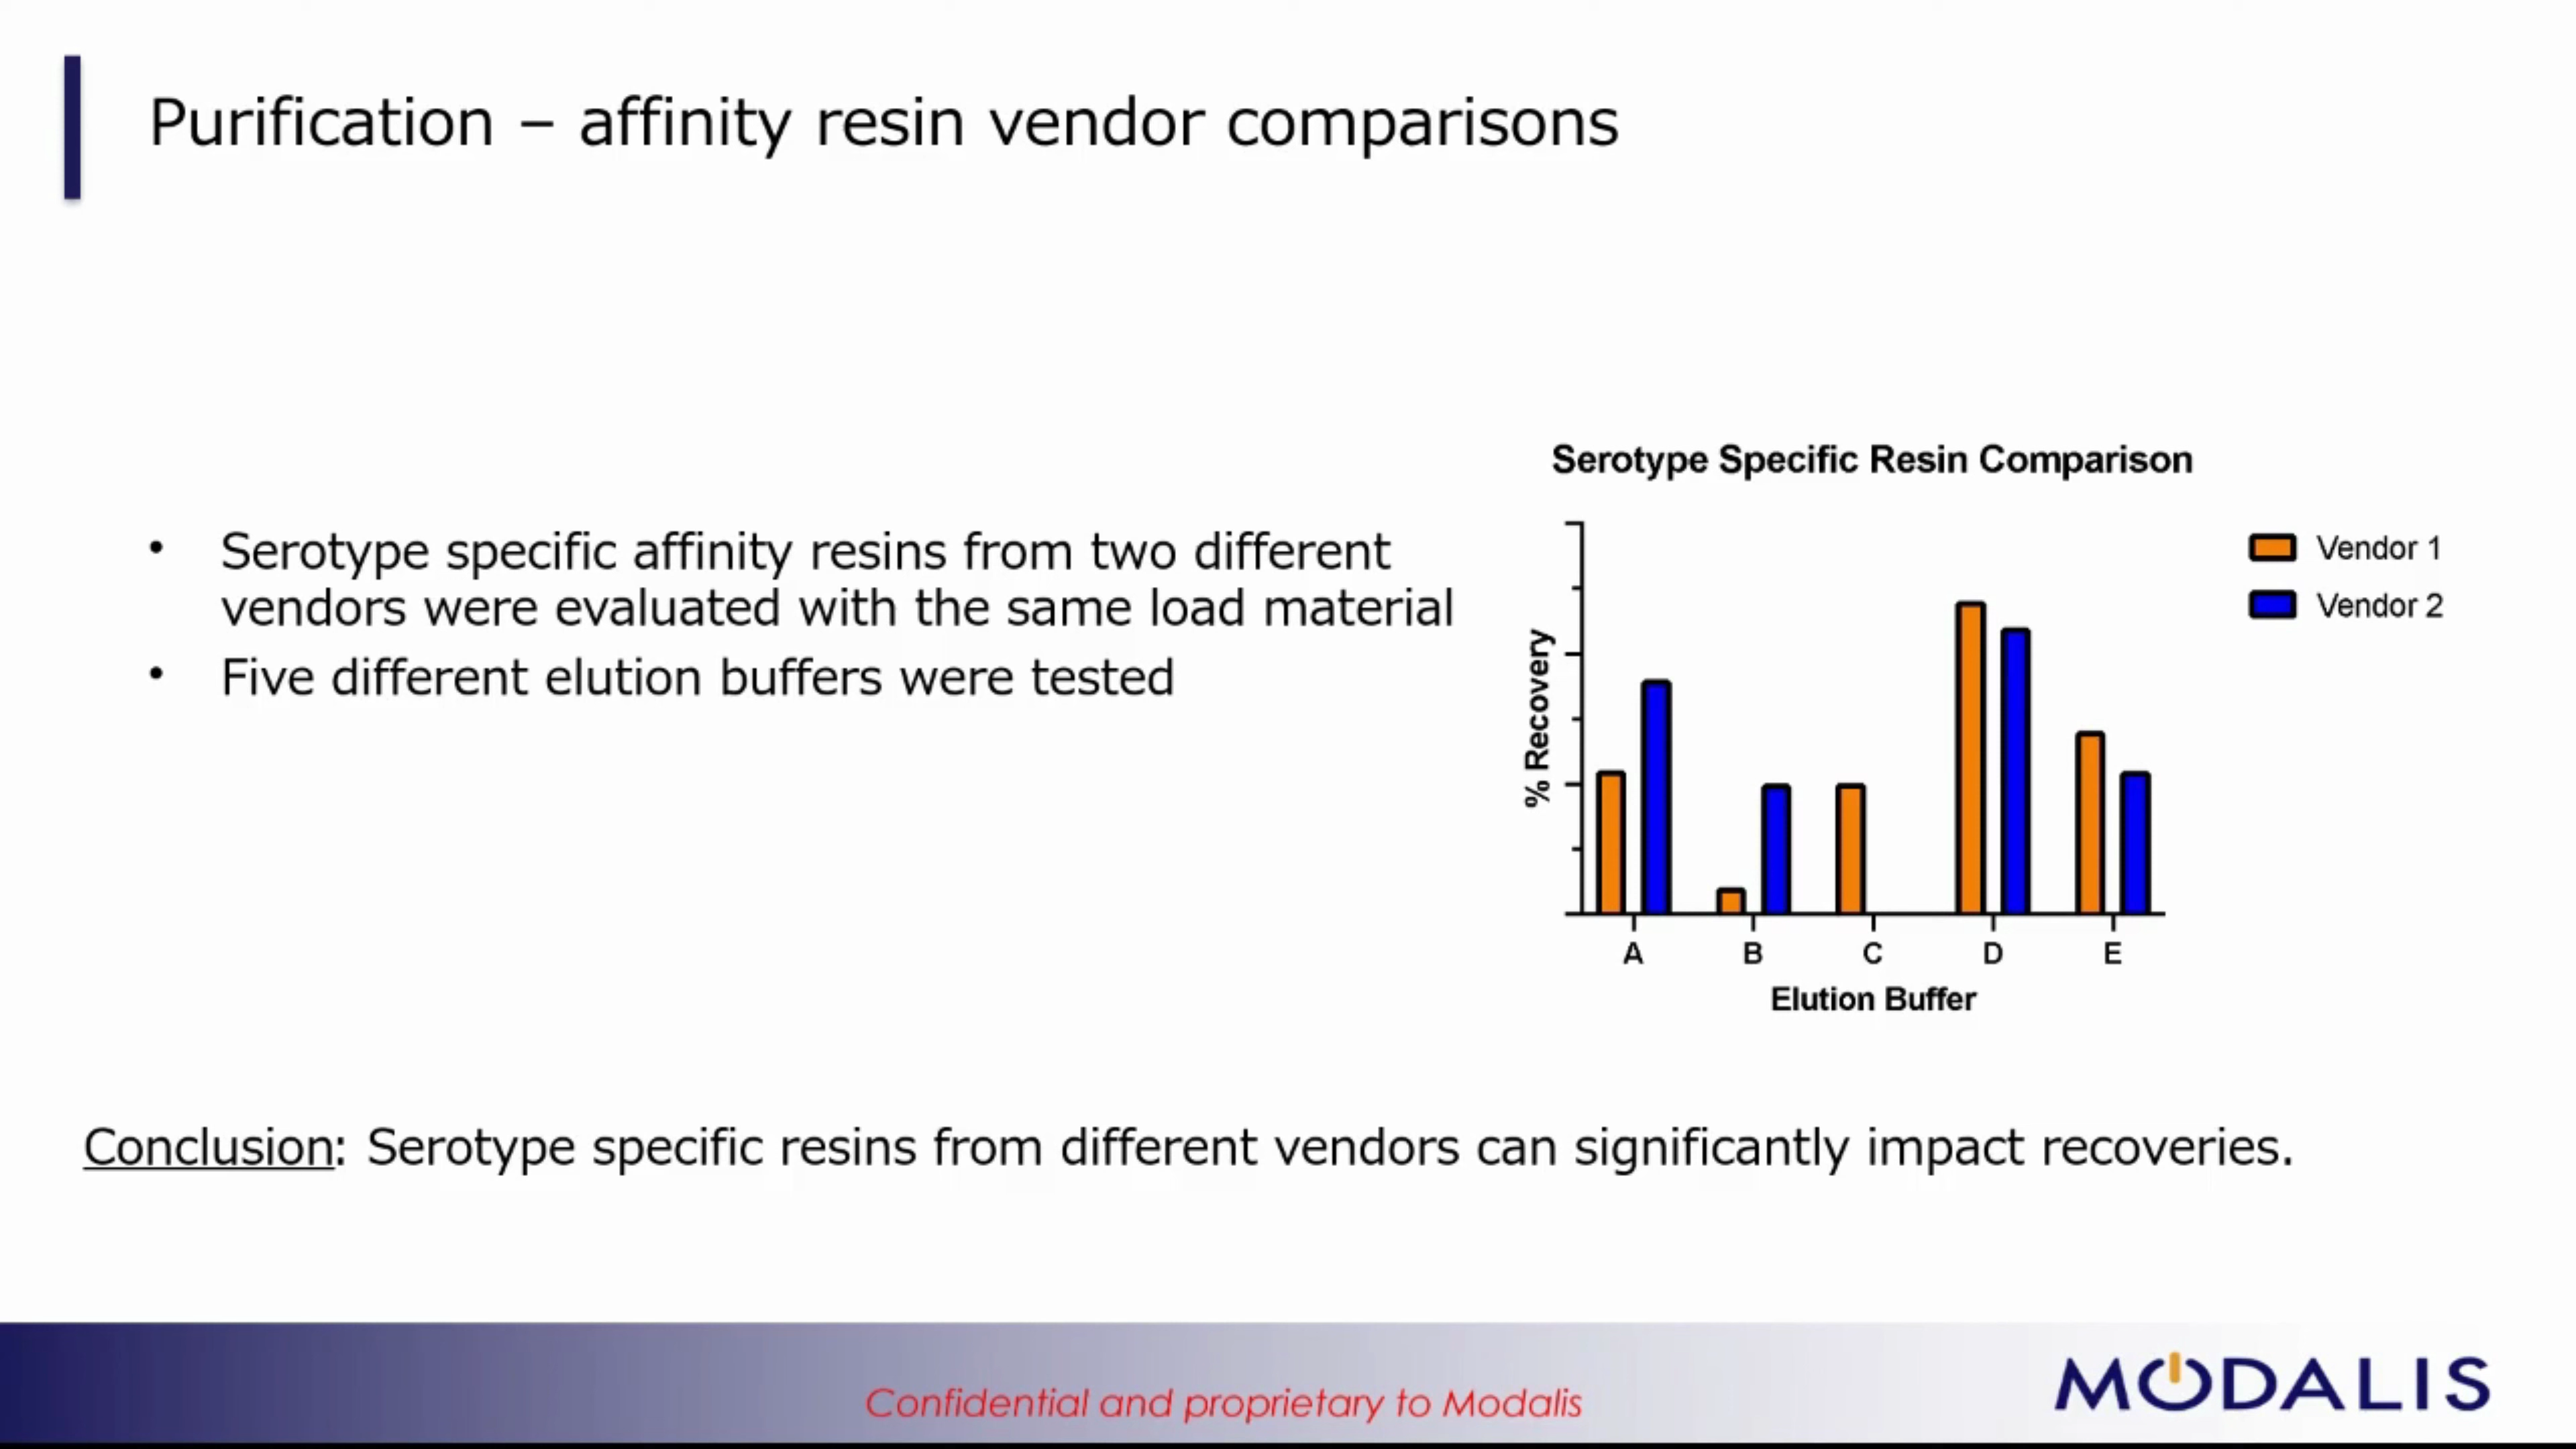 Purification – affinity resin vendor comparisons
• Serotype specific affinity resins from two different
vendors were evaluated with the same load material
• Five different elution buffers were tested
Serotype Specific Resin Comparison
Vendor 1
Vendor 2
% Recovery
A B C D E
Elution Buffer
Conclusion: Serotype specific resins from different vendors can significantly impact recoveries.
Confidential and proprietary to Modalis
MODALIS